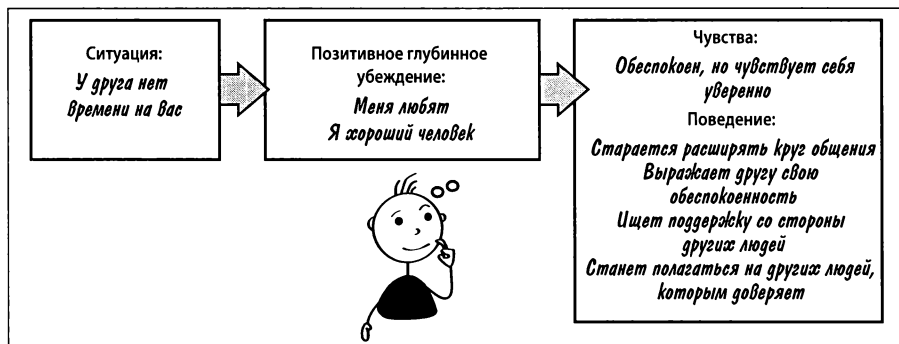 Ситуация:
У друга нет
времени на вас
Позитивное глубинное
убеждение:
Меня любят
Я хороший человек
Чувства:
Обеспокоен, но чувствует себя
уверенно
Поведение:
Старается расширять круг общения
Выражает другу свою
обеспокоенность
Ищет поддержку со стороны
других людей
Станет полагаться на других людей,
которым доверяет